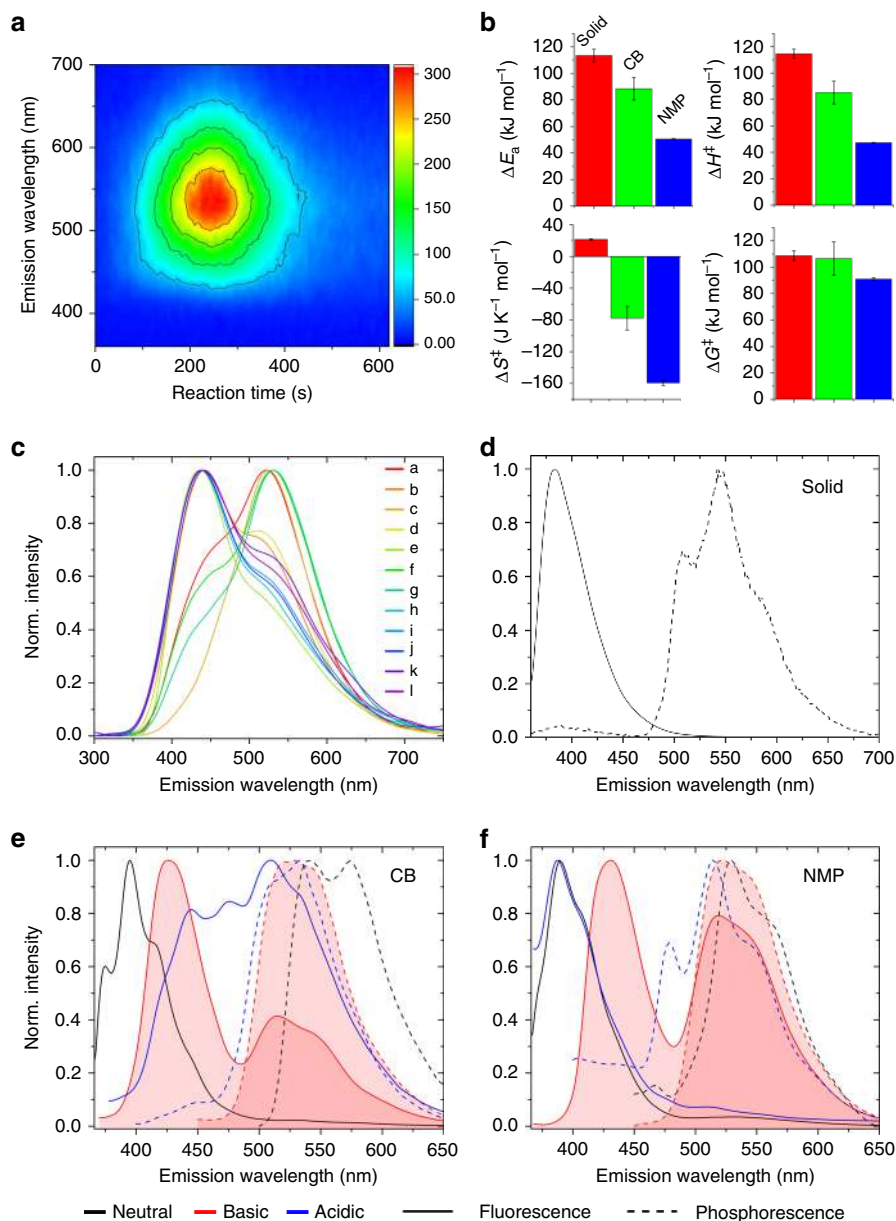 a
700
600
500
400
Emission wavelength (nm)
0
200
400
600
Reaction time (s)
300
250
200
150
100
50.0
0.00
b
120
100
80
60
40
20
0
ΔEa (kJ mol−1)
Solid
CB
NMP
120
100
80
60
40
20
0
ΔH‡ (kJ mol−1)
40
0
−40
−80
−120
−160
ΔS‡ (J K−1 mol−1)
120
100
80
60
40
20
0
ΔG‡ (kJ mol−1)
c
1.0
0.8
0.6
0.4
0.2
0.0
Norm. intensity
300
400
500
600
700
Emission wavelength (nm)
a
b
c
d
e
f
g
h
i
j
k
l
d
Solid
1.0
0.8
0.6
0.4
0.2
0.0
400
450
500
550
600
650
700
Emission wavelength (nm)
e
CB
1.0
0.8
0.6
0.4
0.2
0.0
Norm. intensity
400
450
500
550
600
650
Emission wavelength (nm)
f
NMP
1.0
0.8
0.6
0.4
0.2
0.0
400
450
500
550
600
650
Emission wavelength (nm)
Neutral Basic Acidic Fluorescence Phosphorescence